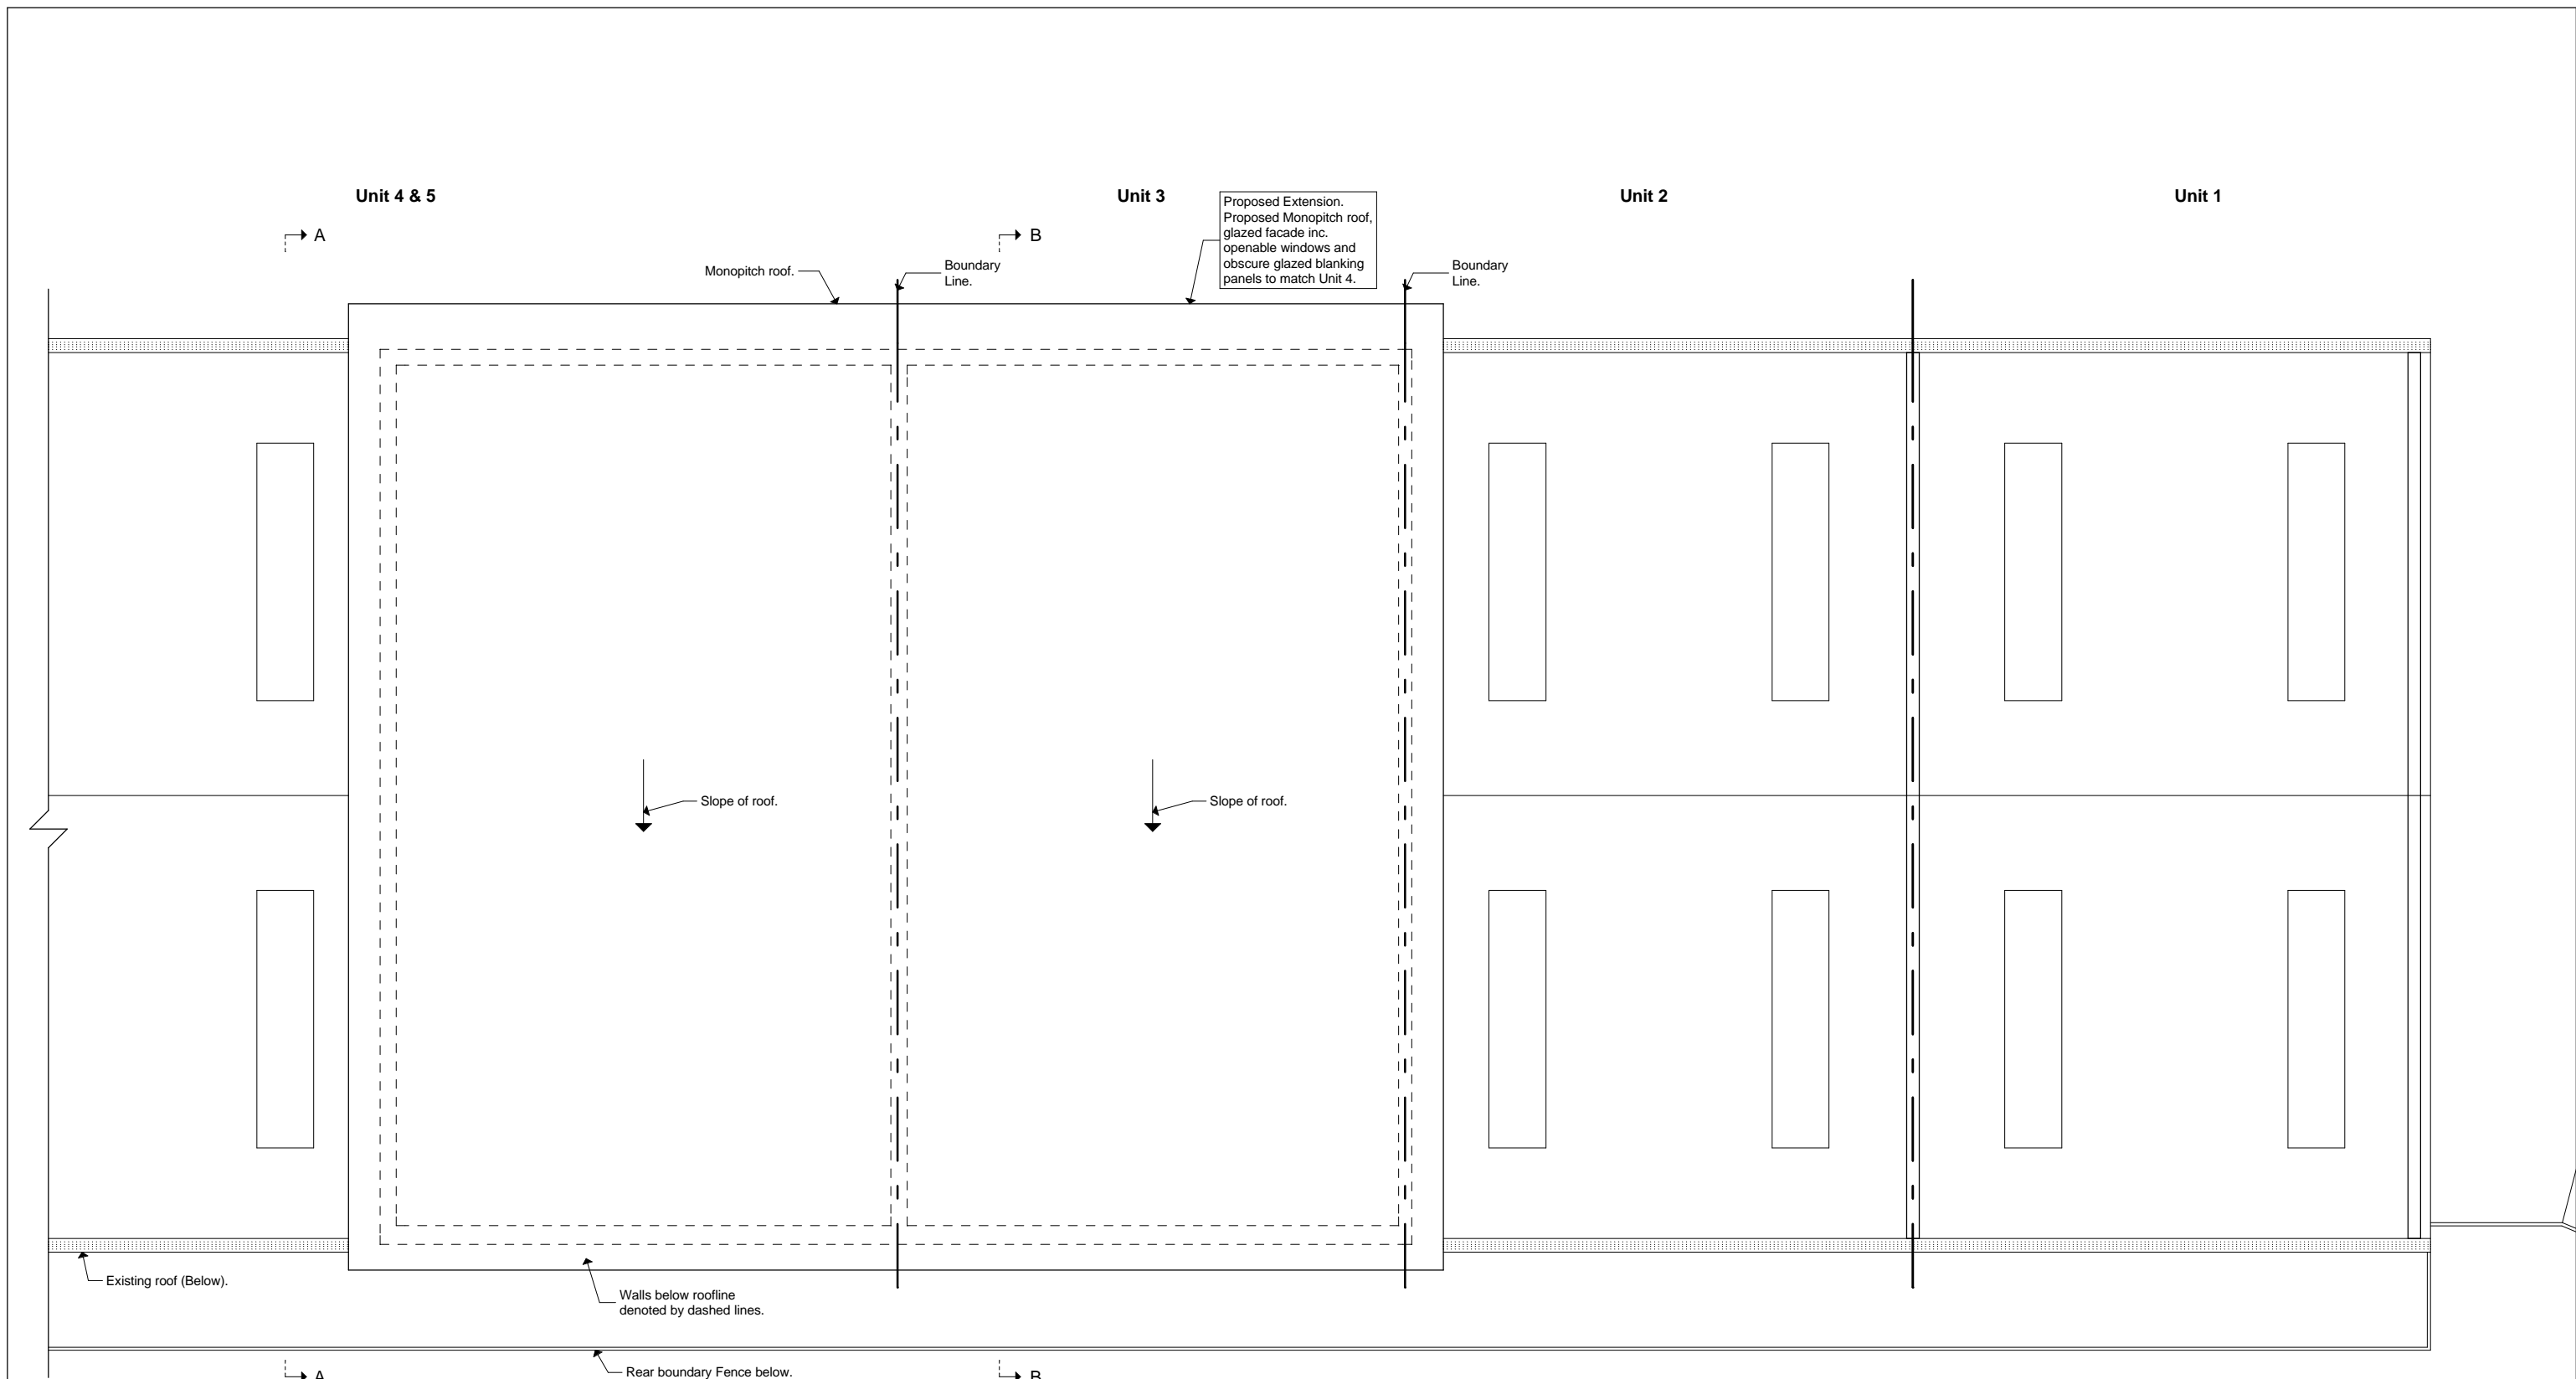 Unit 4 & 5
Unit 3
Unit 2
Unit 1
Proposed Extension.
Proposed Monopitch roof,
glazed facade inc.
openable windows and
obscure glazed blanking
panels to match Unit 4.
A
B
Monopitch roof.
Boundary
Line.
Boundary
Line.
Slope of roof.
Slope of roof.
Existing roof (Below).
Walls below roofline
denoted by dashed lines.
Rear boundary Fence below.
A
B